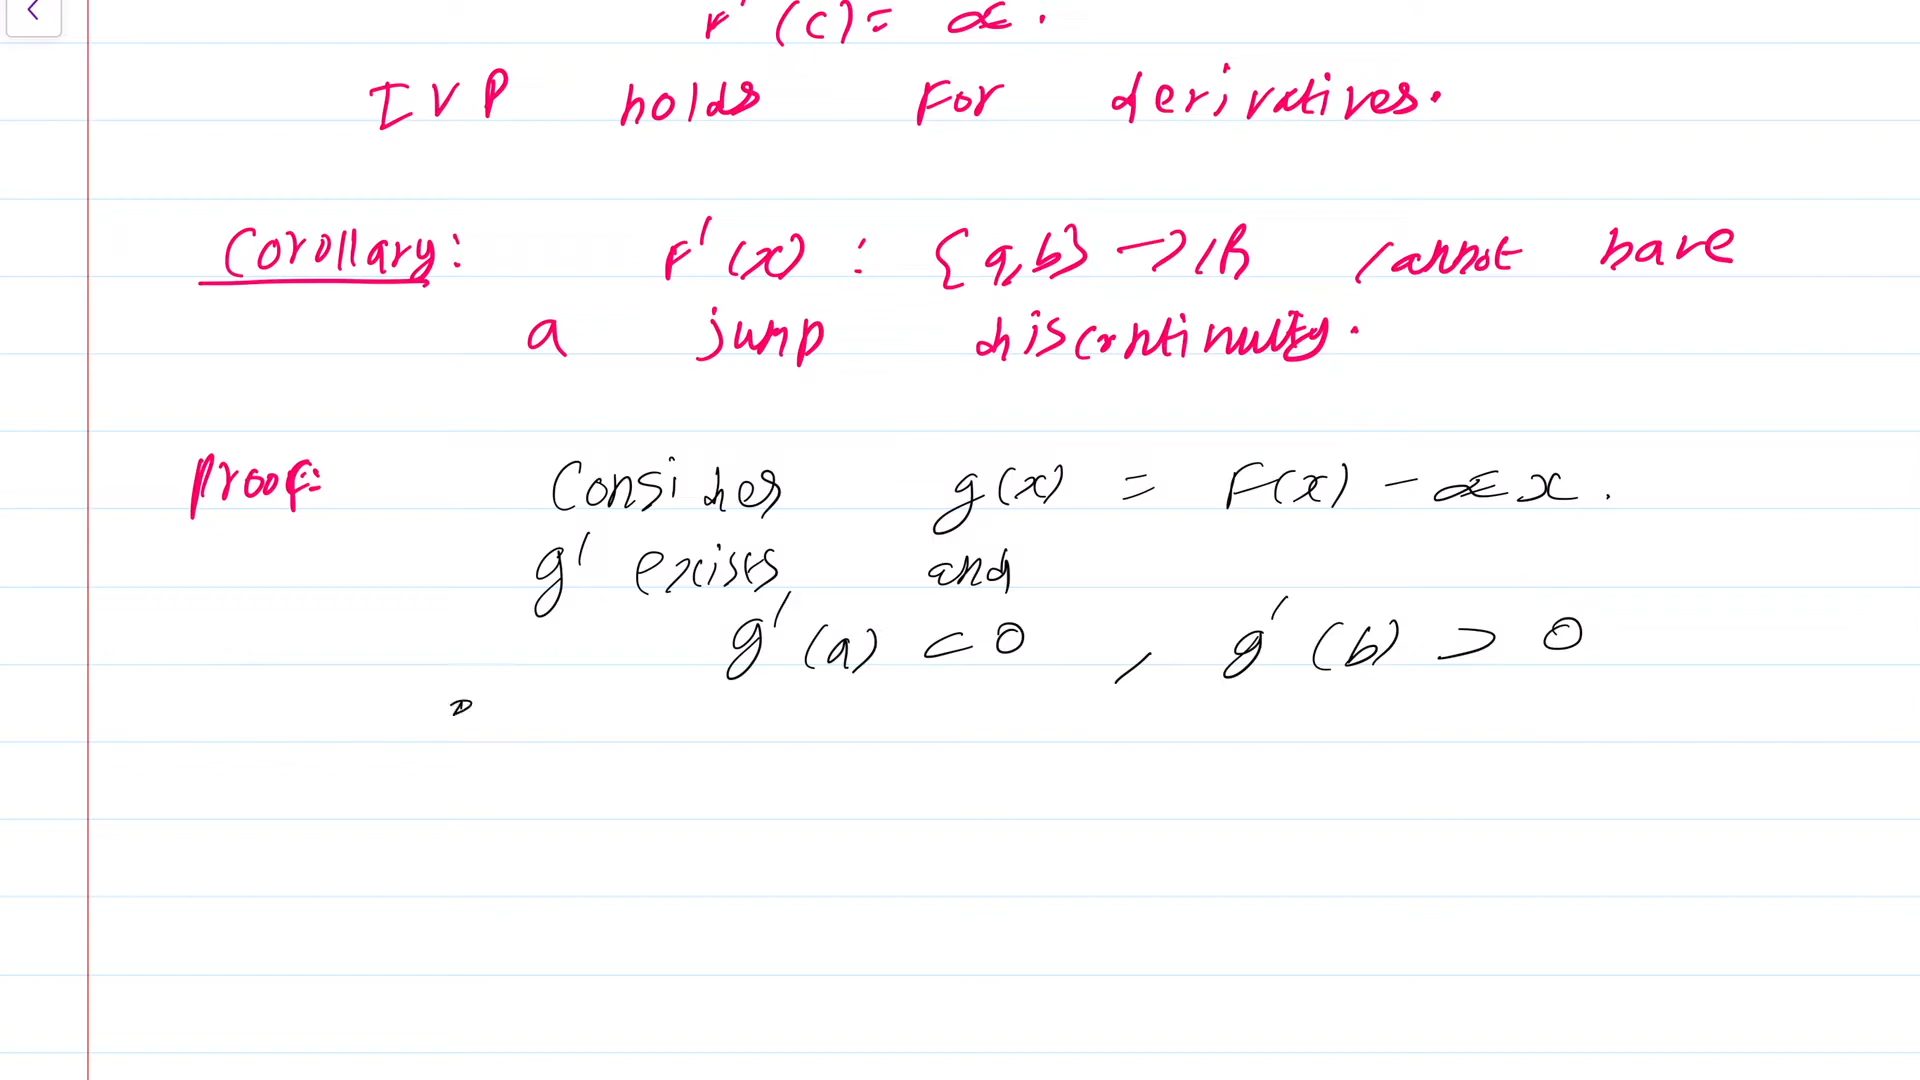 F'(c) = α.
IVP holds for derivatives.
Corollary: F'(x) : [a,b] → ℝ cannot have
a jump discontinuity.
Proof: Consider g(x) = F(x) - αx.
g' exists and
g'(a) < 0 , g'(b) > 0